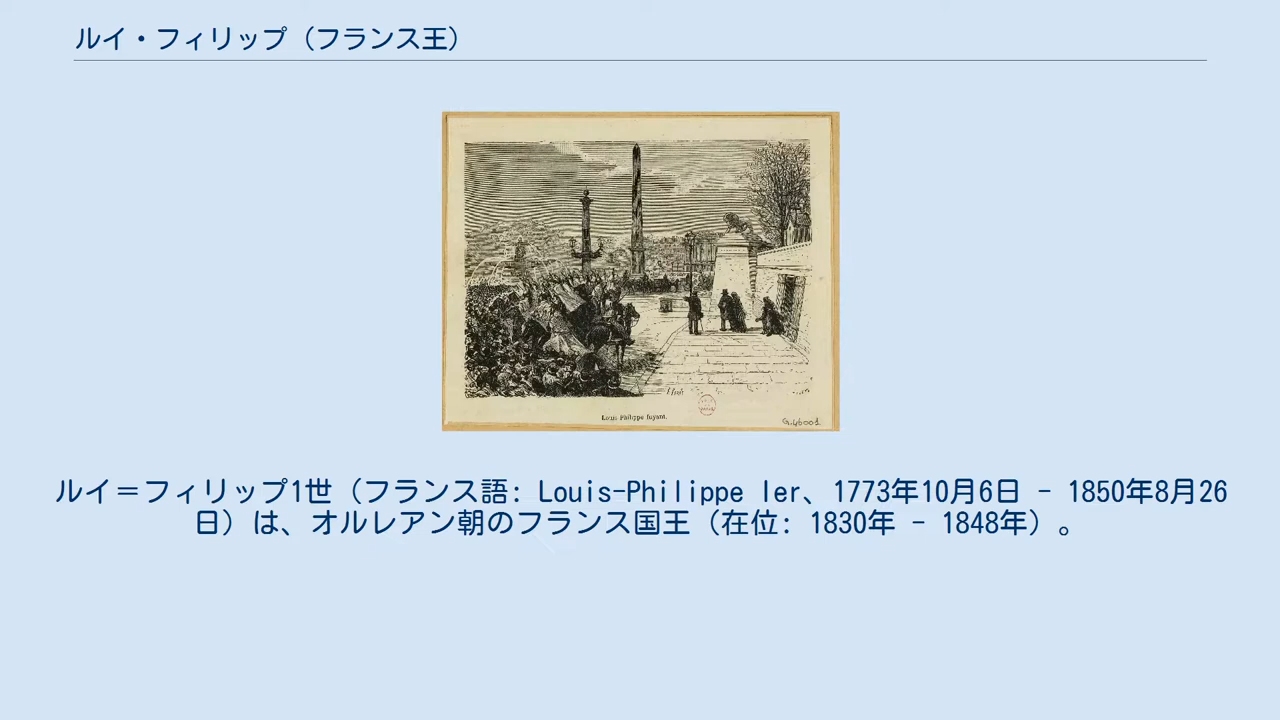 ルイ・フィリップ（フランス王）
Louis Philippe fuyant.
G.46001
ルイ＝フィリップ1世（フランス語: Louis-Philippe Ier、1773年10月6日 - 1850年8月26
日）は、オルレアン朝のフランス国王（在位: 1830年 - 1848年）。